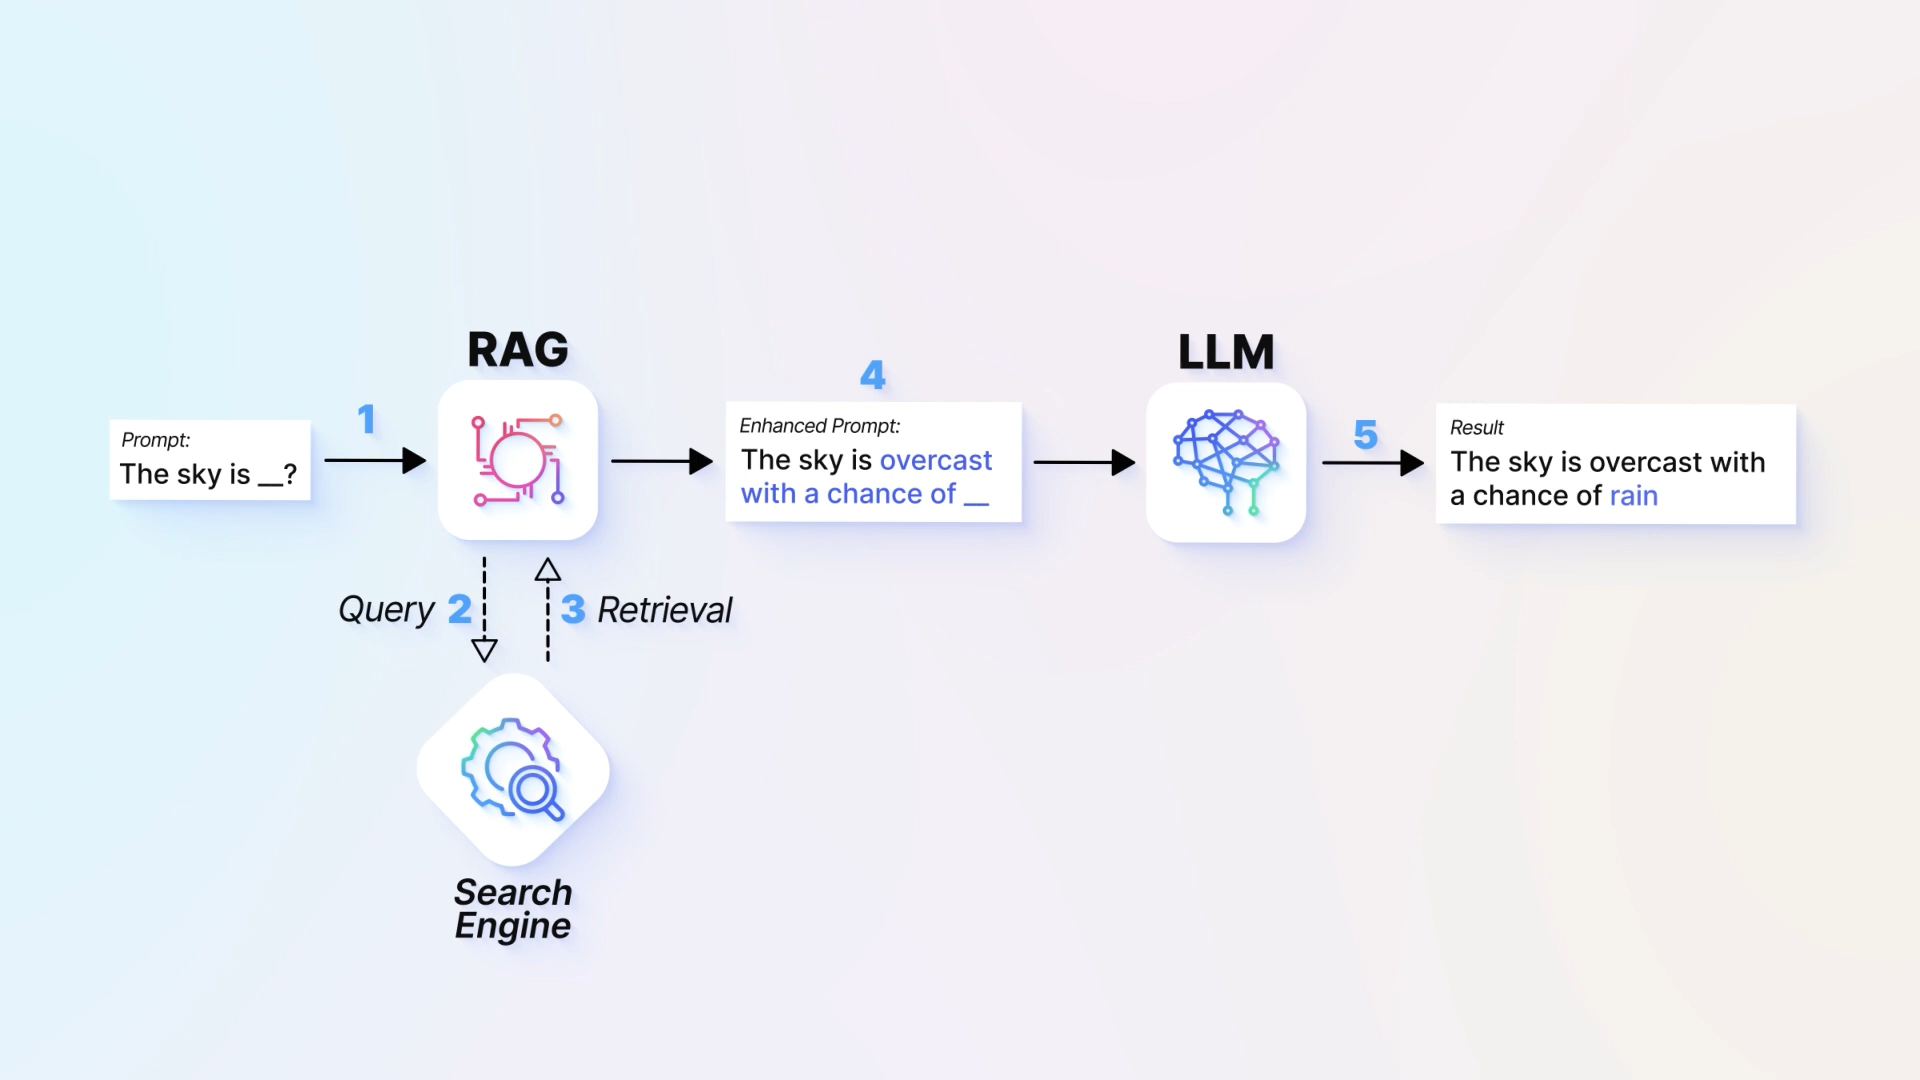 RAG
LLM
4
1
5
Prompt:
The sky is __?
Enhanced Prompt:
The sky is overcast
with a chance of __
Result
The sky is overcast with
a chance of rain
Query 2
3 Retrieval
Search
Engine